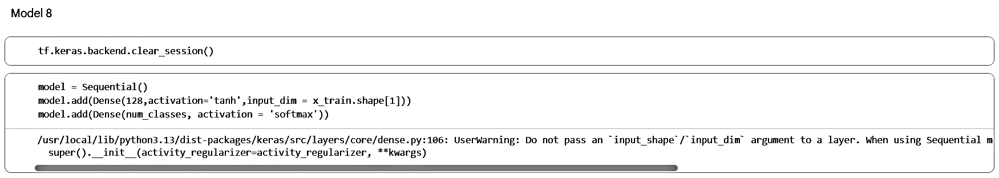 Model 8
tf.keras.backend.clear_session()
model = Sequential()
model.add(Dense(128,activation='tanh',input_dim = x_train.shape[1]))
model.add(Dense(num_classes, activation = 'softmax'))
/usr/local/lib/python3.13/dist-packages/keras/src/layers/core/dense.py:106: UserWarning: Do not pass an `input_shape`/`input_dim` argument to a layer. When using Sequential m
  super().__init__(activity_regularizer=activity_regularizer, **kwargs)